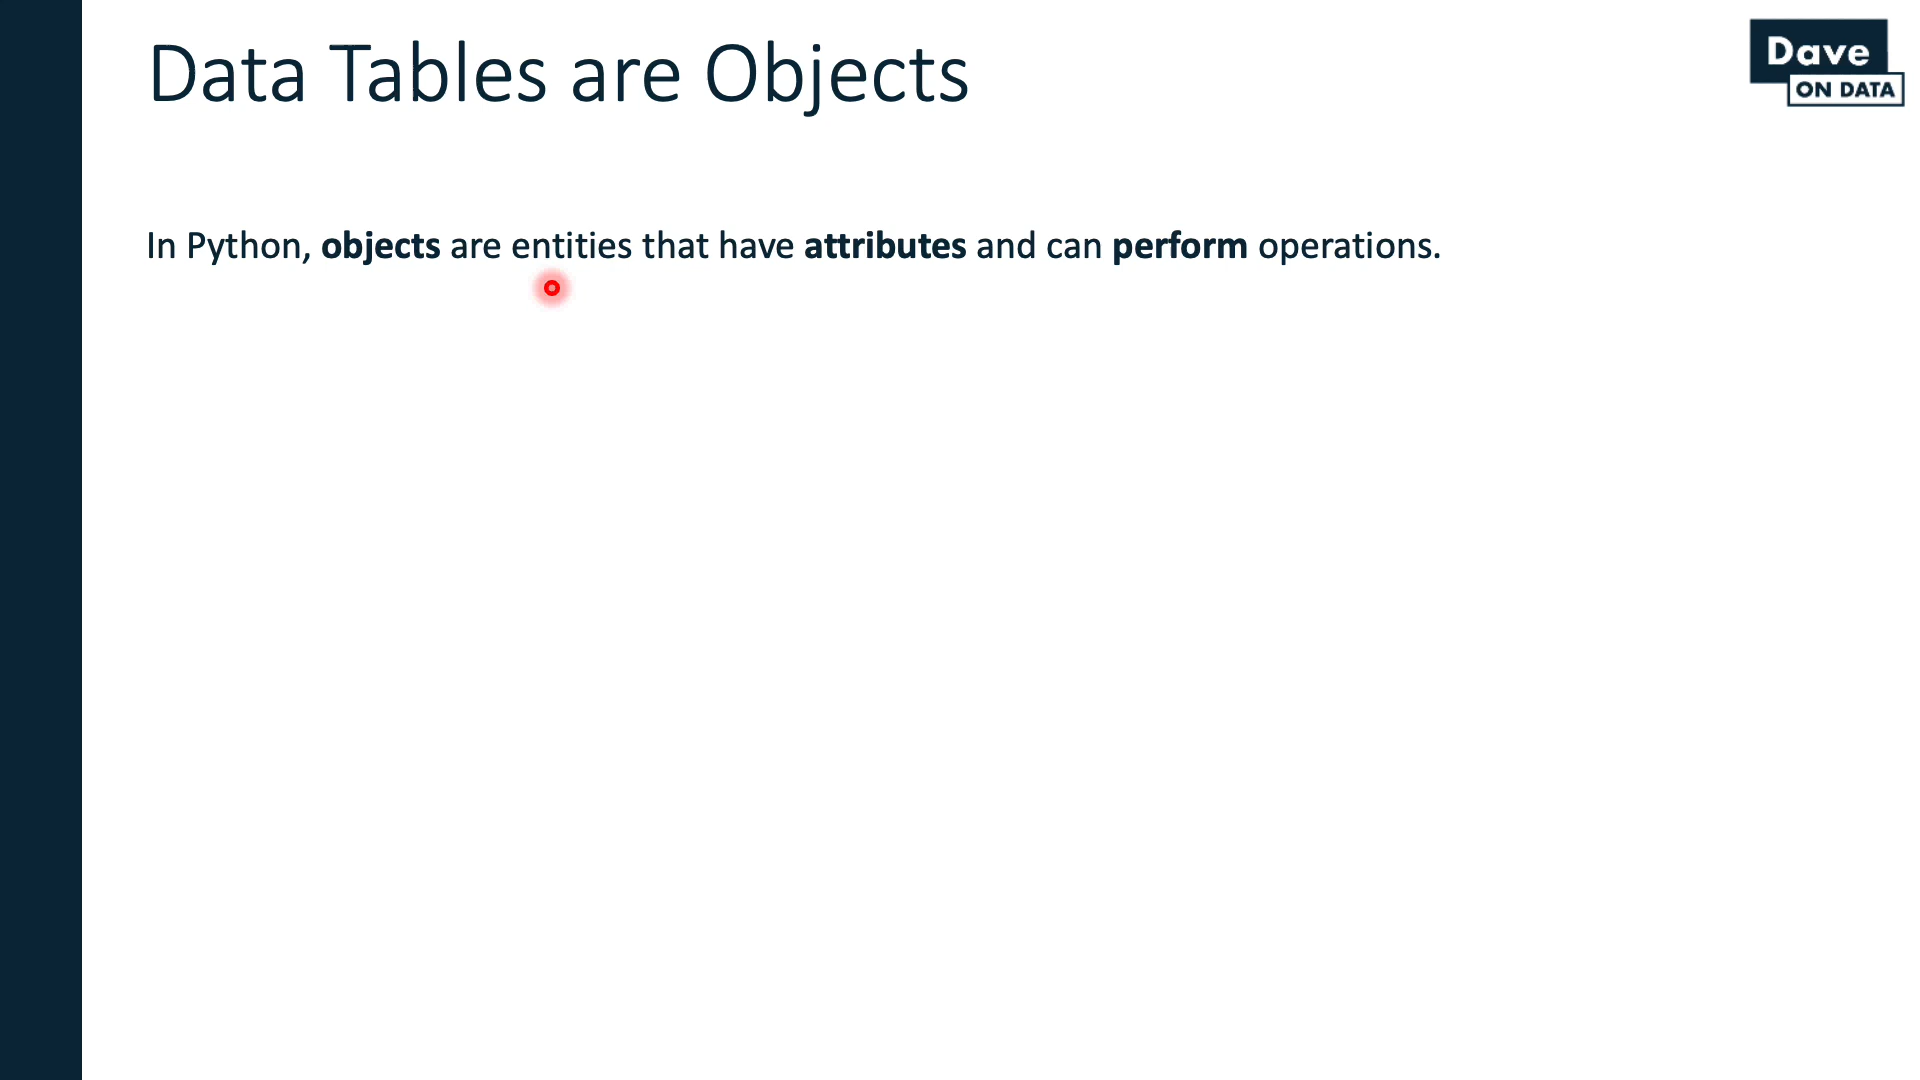 Data Tables are Objects
Dave
ON DATA
In Python, objects are entities that have attributes and can perform operations.